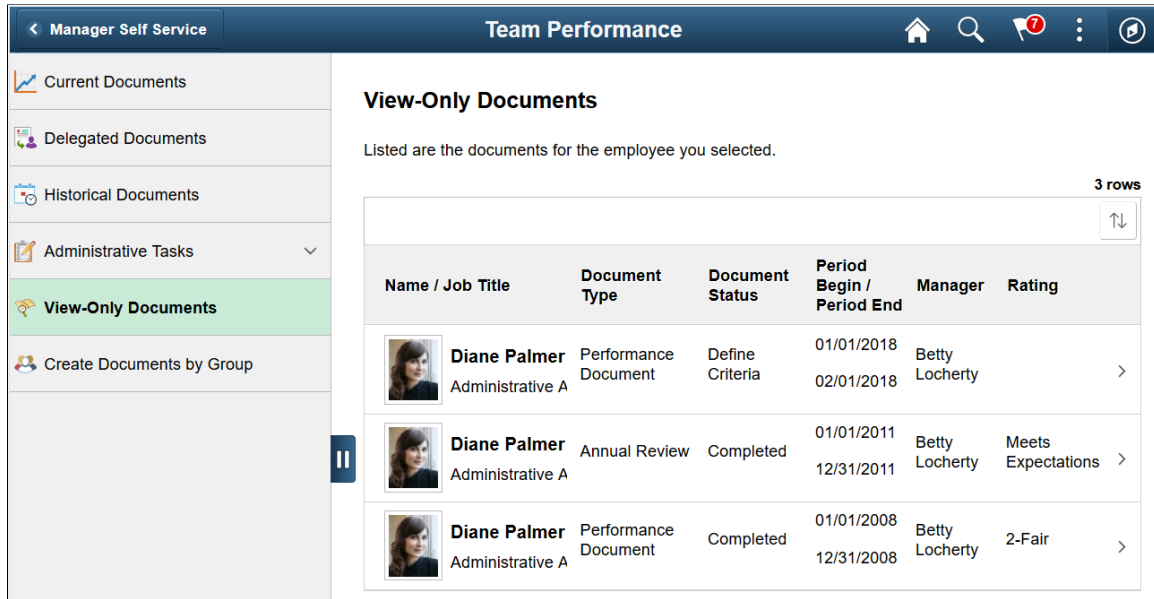 Manager Self Service
Team Performance
7
Current Documents
Delegated Documents
Historical Documents
Administrative Tasks
View-Only Documents
Create Documents by Group
View-Only Documents
Listed are the documents for the employee you selected.
3 rows
Name / Job Title
Document
Type
Document
Status
Period
Begin /
Period End
Manager
Rating
Diane Palmer
Administrative A
Performance
Document
Define
Criteria
01/01/2018
02/01/2018
Betty
Locherty
Diane Palmer
Administrative A
Annual Review
Completed
01/01/2011
12/31/2011
Betty
Locherty
Meets
Expectations
Diane Palmer
Administrative A
Performance
Document
Completed
01/01/2008
12/31/2008
Betty
Locherty
2-Fair